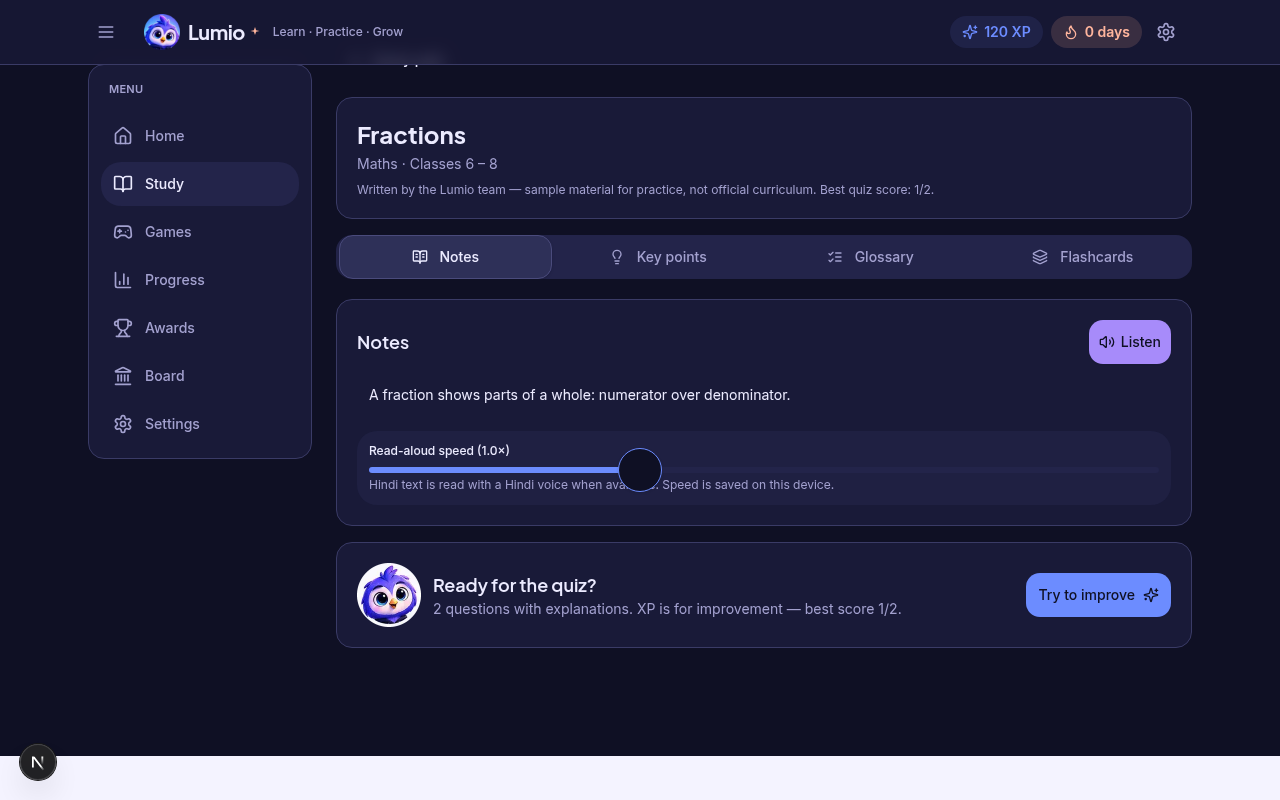 Lumio
Learn · Practice · Grow
120 XP
0 days
MENU
Home
Study
Games
Progress
Awards
Board
Settings
Fractions
Maths · Classes 6 – 8
Written by the Lumio team — sample material for practice, not official curriculum. Best quiz score: 1/2.
Notes
Key points
Glossary
Flashcards
Notes
Listen
A fraction shows parts of a whole: numerator over denominator.
Read-aloud speed (1.0×)
Hindi text is read with a Hindi voice when Speed is saved on this device.
Ready for the quiz?
2 questions with explanations. XP is for improvement — best score 1/2.
Try to improve
N